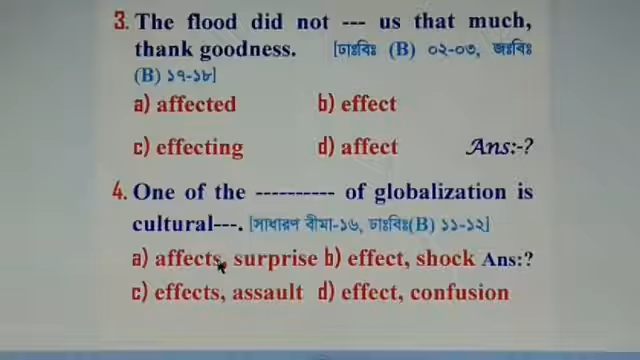 3. The flood did not --- us that much,
thank goodness. [ঢাঃবিঃ (B) ০২-০৩, জঃবিঃ
(B) ১৭-১৮]
a) affected b) effect
c) effecting d) affect Ans:-?
4. One of the ---------- of globalization is
cultural---. [সাধারণ বীমা-১৬, ঢাঃবিঃ(B) ১১-১২]
a) affects, surprise b) effect, shock Ans:?
c) effects, assault d) effect, confusion